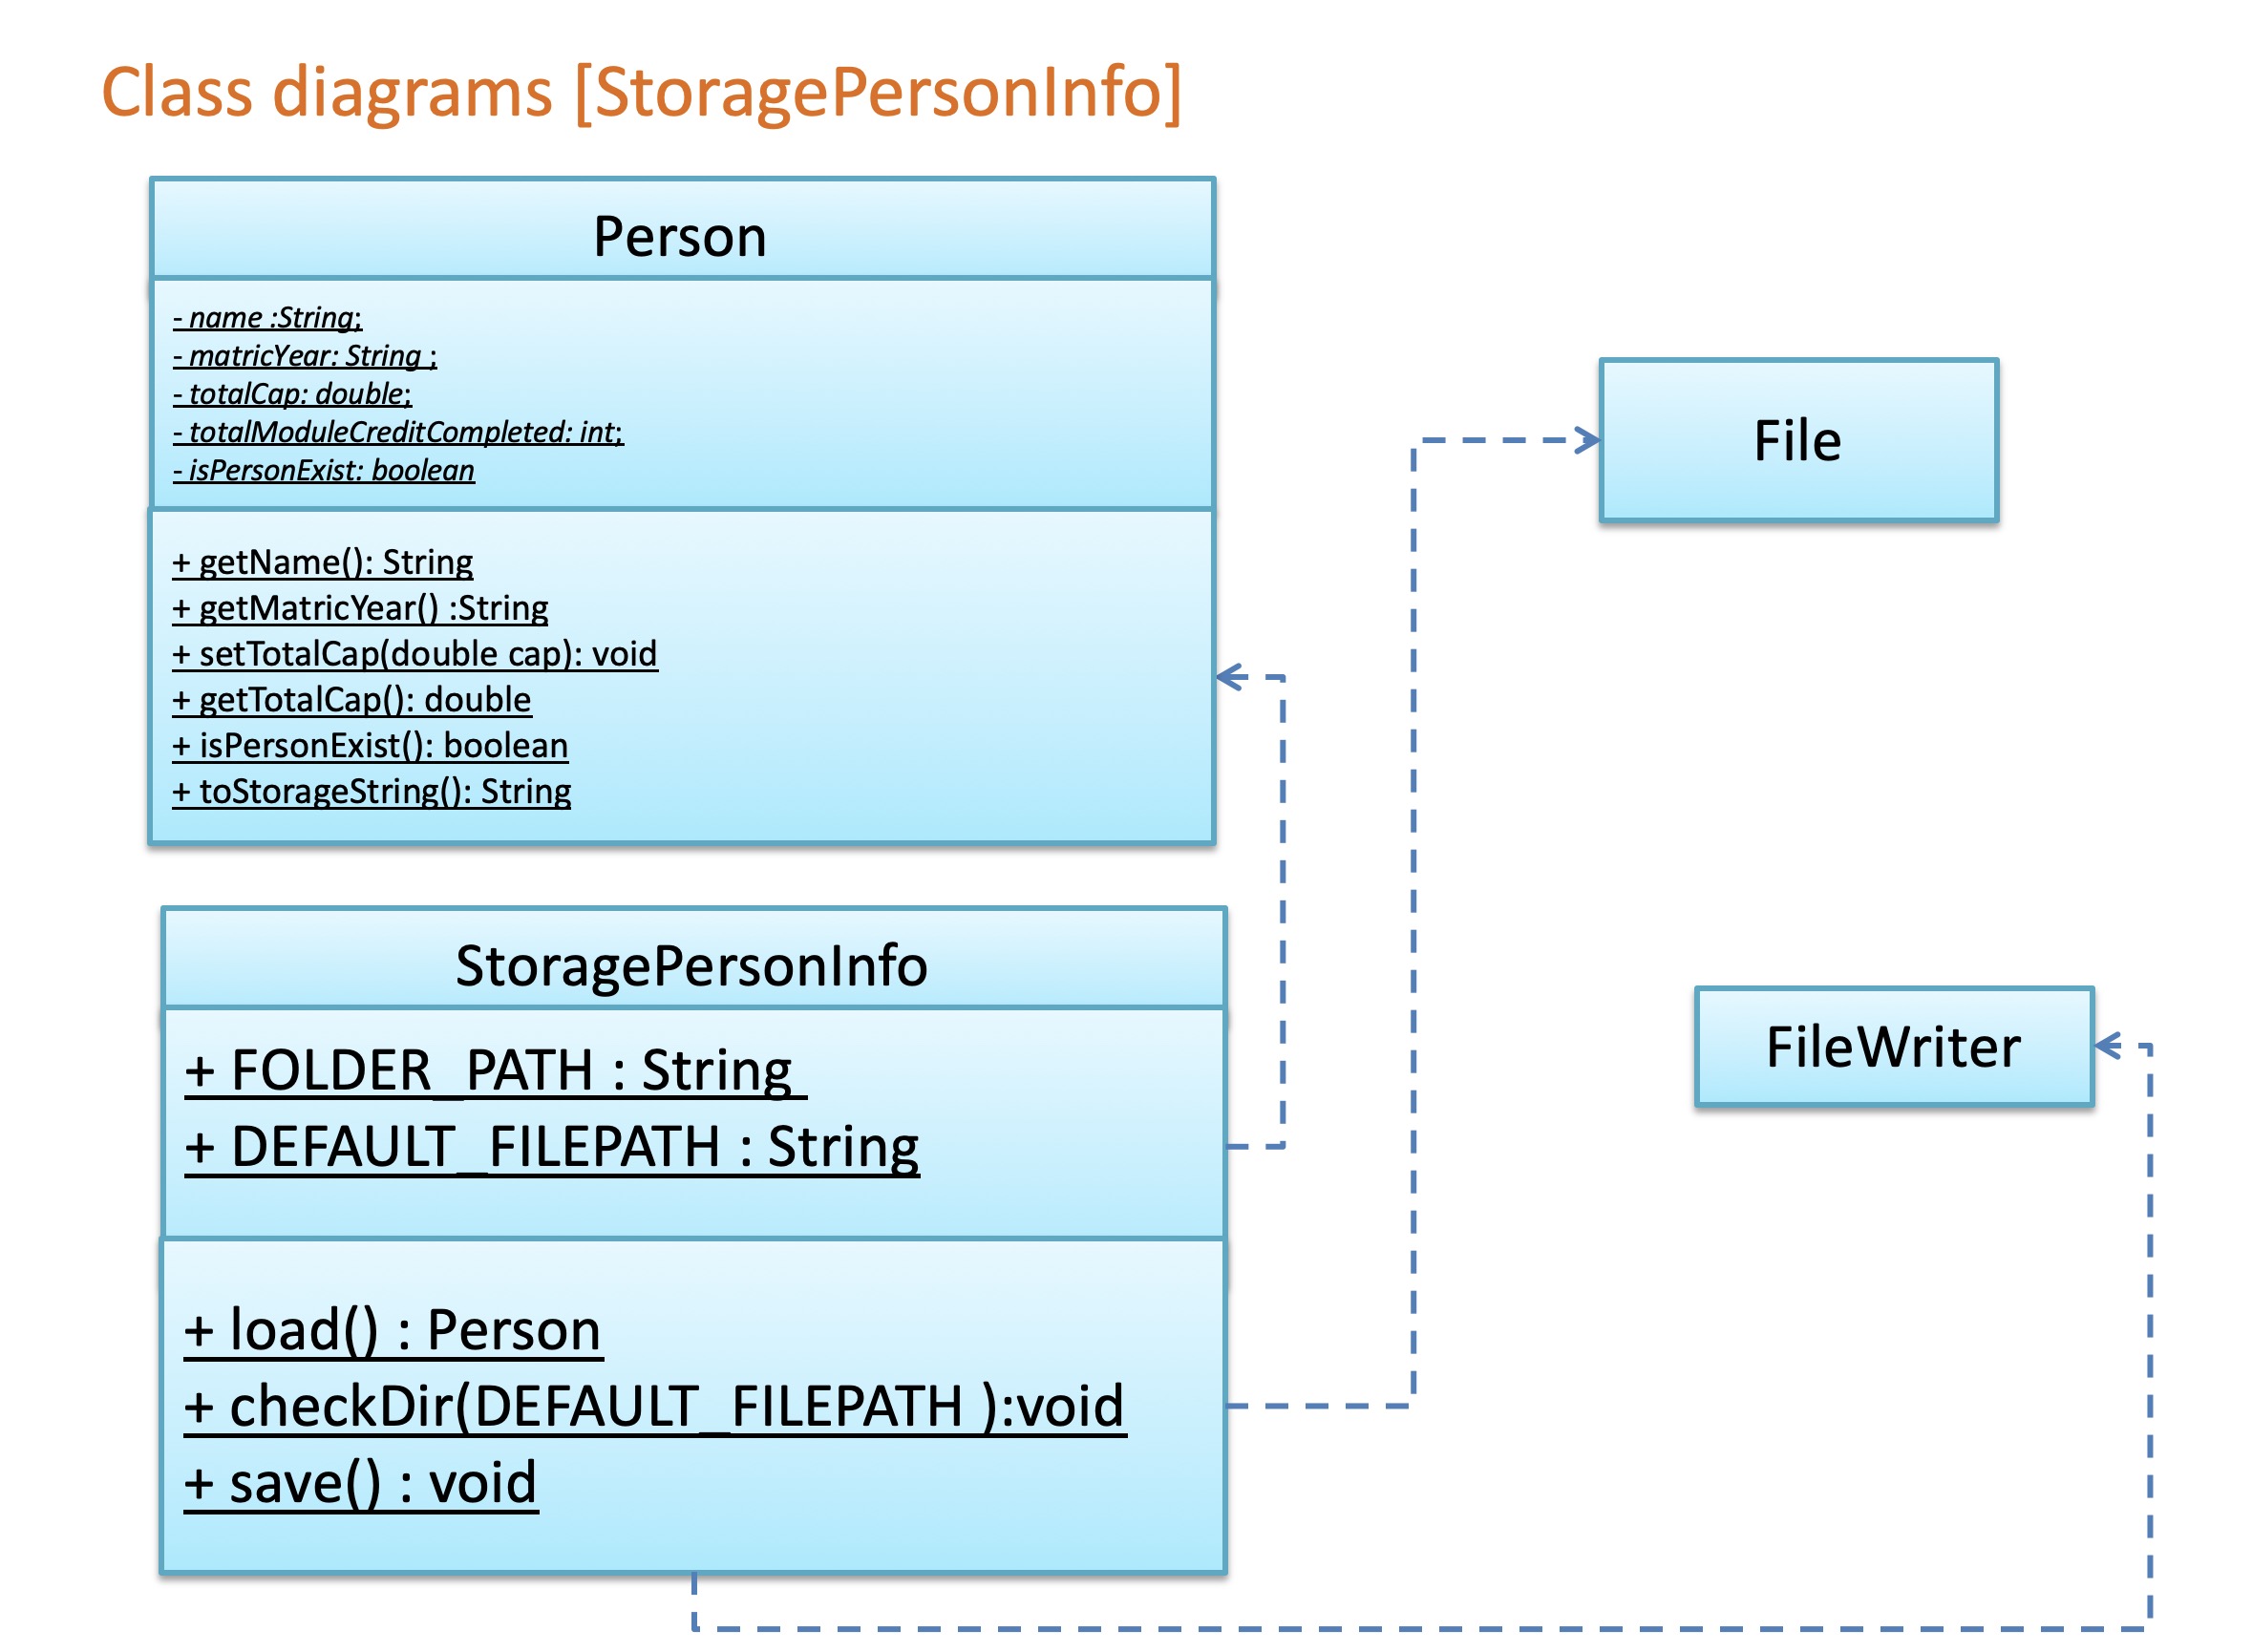 Class diagrams [StoragePersonInfo]
Person
- name :String;
- matricYear: String ;
- totalCap: double;
- totalModuleCreditCompleted: int;
- isPersonExist: boolean
+ getName(): String
+ getMatricYear() :String
+ setTotalCap(double cap): void
+ getTotalCap(): double
+ isPersonExist(): boolean
+ toStorageString(): String
File
StoragePersonInfo
+ FOLDER_PATH : String
+ DEFAULT_FILEPATH : String
+ load() : Person
+ checkDir(DEFAULT_FILEPATH ):void
+ save() : void
FileWriter